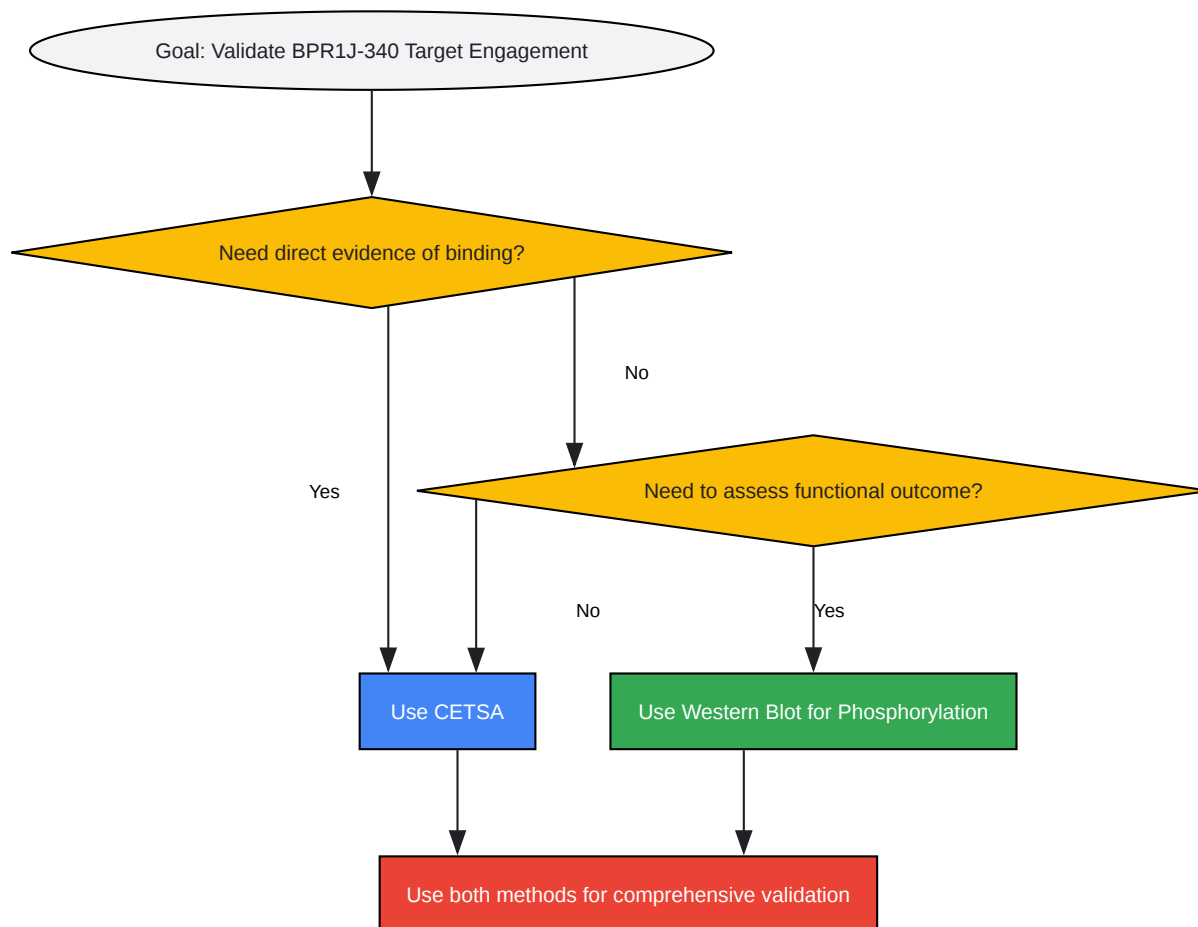 Goal: Validate BPR1J-340 Target Engagement
Need direct evidence of binding?
No
Yes
Need to assess functional outcome?
No
Yes
Use CETSA
Use Western Blot for Phosphorylation
Use both methods for comprehensive validation